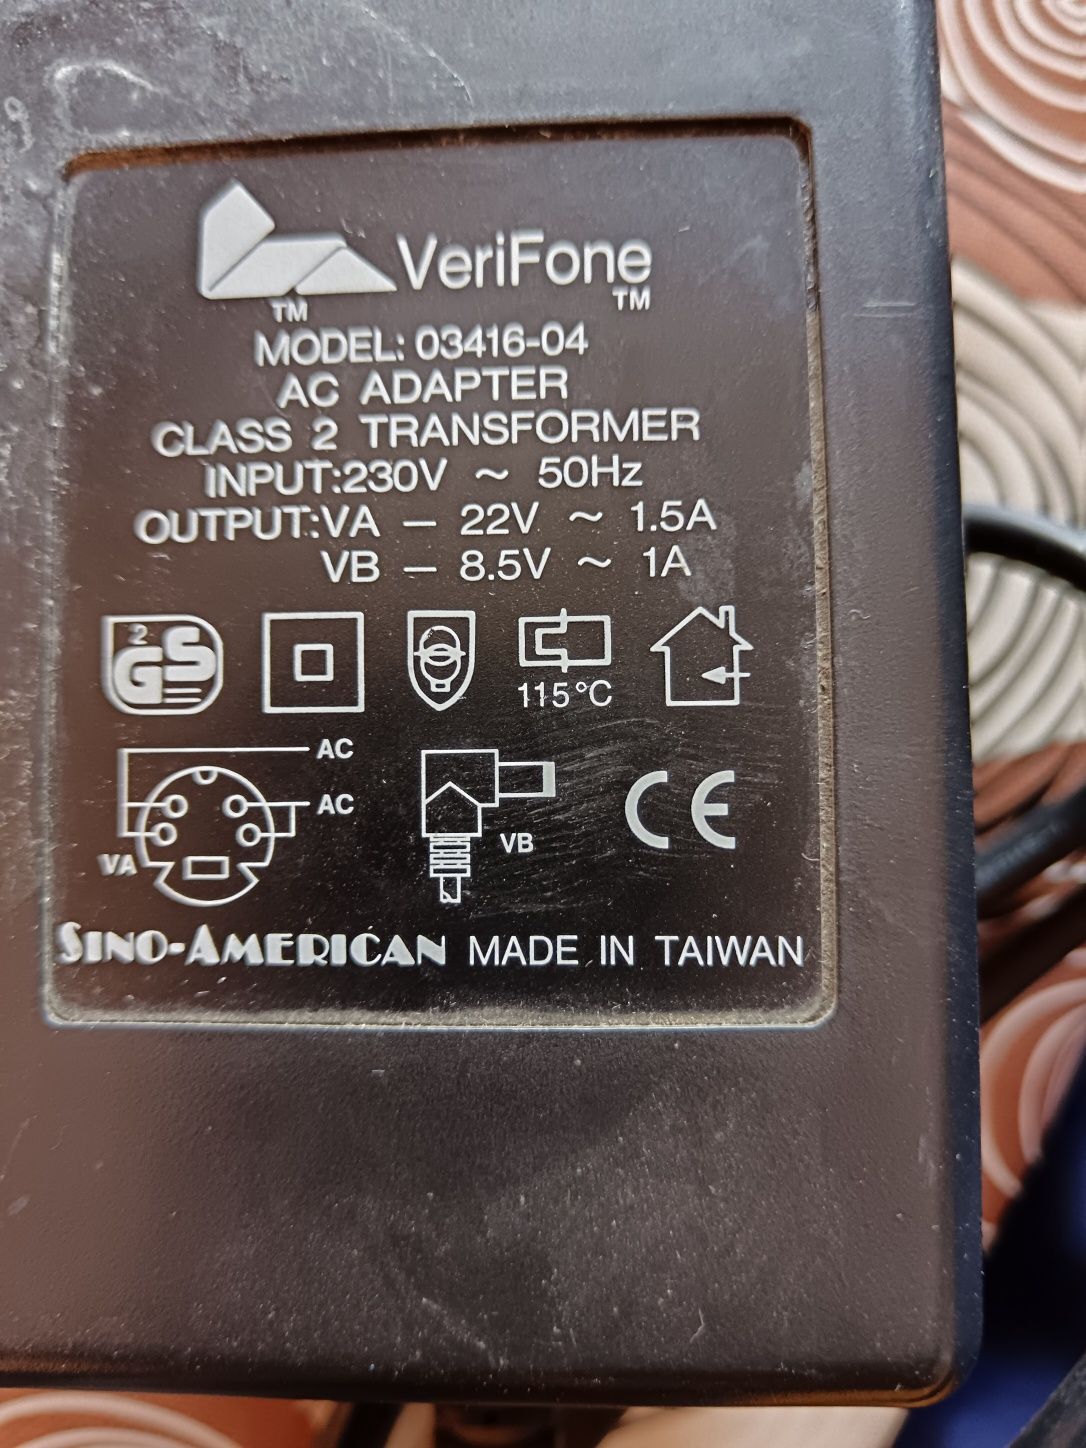 VeriFone
TM TM
MODEL: 03416-04
AC ADAPTER
CLASS 2 TRANSFORMER
INPUT:230V ~ 50Hz
OUTPUT:VA — 22V ~ 1.5A
VB — 8.5V ~ 1A
2
GS
115°C
AC
AC
VA
VB
CE
SINO-AMERICAN MADE IN TAIWAN